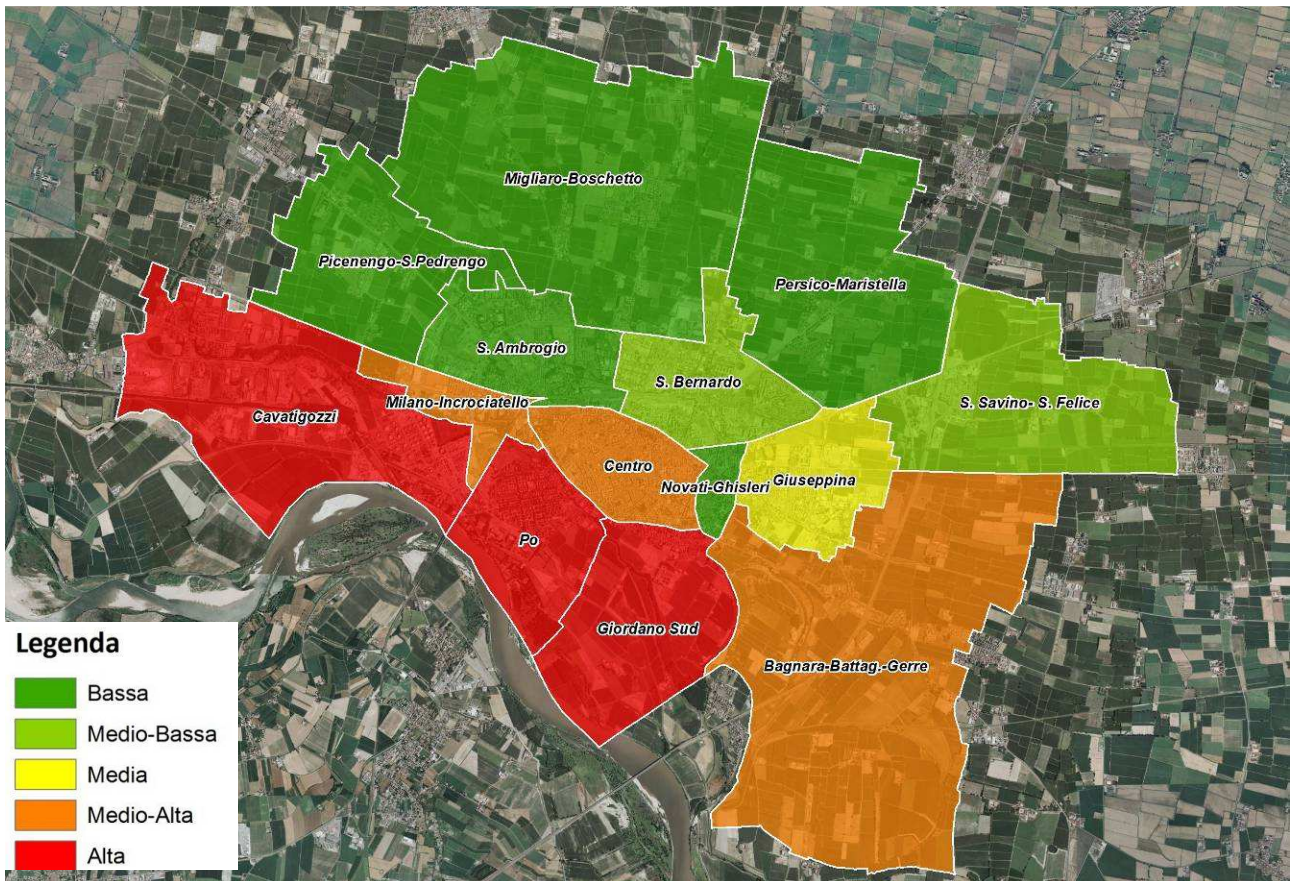 Migliaro-Boschetto
Picenengo-S.Pedrengo
Persico-Maristella
S. Ambrogio
S. Bernardo
S. Savino- S. Felice
Milano-Incrociatello
Cavatigozzi
Centro
Novati-Ghisleri
Giuseppina
Po
Giordano Sud
Bagnara-Battag.-Gerre
Legenda
Bassa
Medio-Bassa
Media
Medio-Alta
Alta